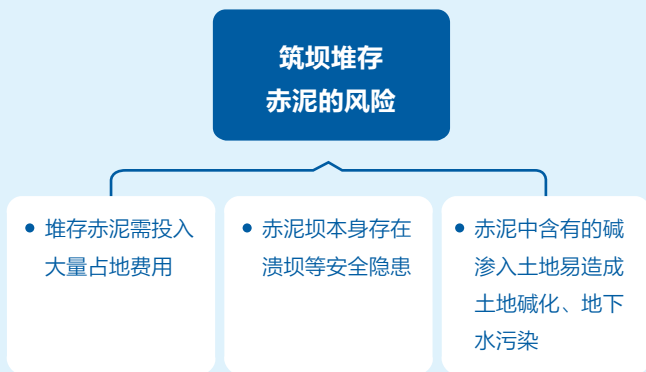 筑坝堆存
赤泥的风险
• 堆存赤泥需投入
大量占地费用
• 赤泥坝本身存在
溃坝等安全隐患
• 赤泥中含有的碱
渗入土地易造成
土地碱化、地下
水污染